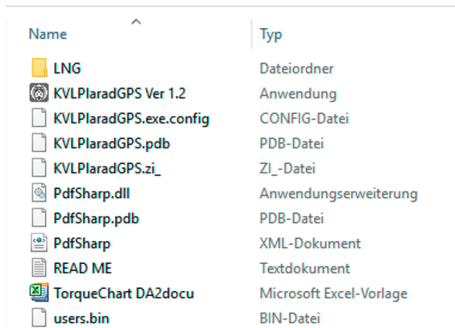 Name Typ
LNG Dateiordner
KVLPlaradGPS Ver 1.2 Anwendung
KVLPlaradGPS.exe.config CONFIG-Datei
KVLPlaradGPS.pdb PDB-Datei
KVLPlaradGPS.zi_ ZI_-Datei
PdfSharp.dll Anwendungserweiterung
PdfSharp.pdb PDB-Datei
PdfSharp XML-Dokument
READ ME Textdokument
TorqueChart DA2docu Microsoft Excel-Vorlage
users.bin BIN-Datei